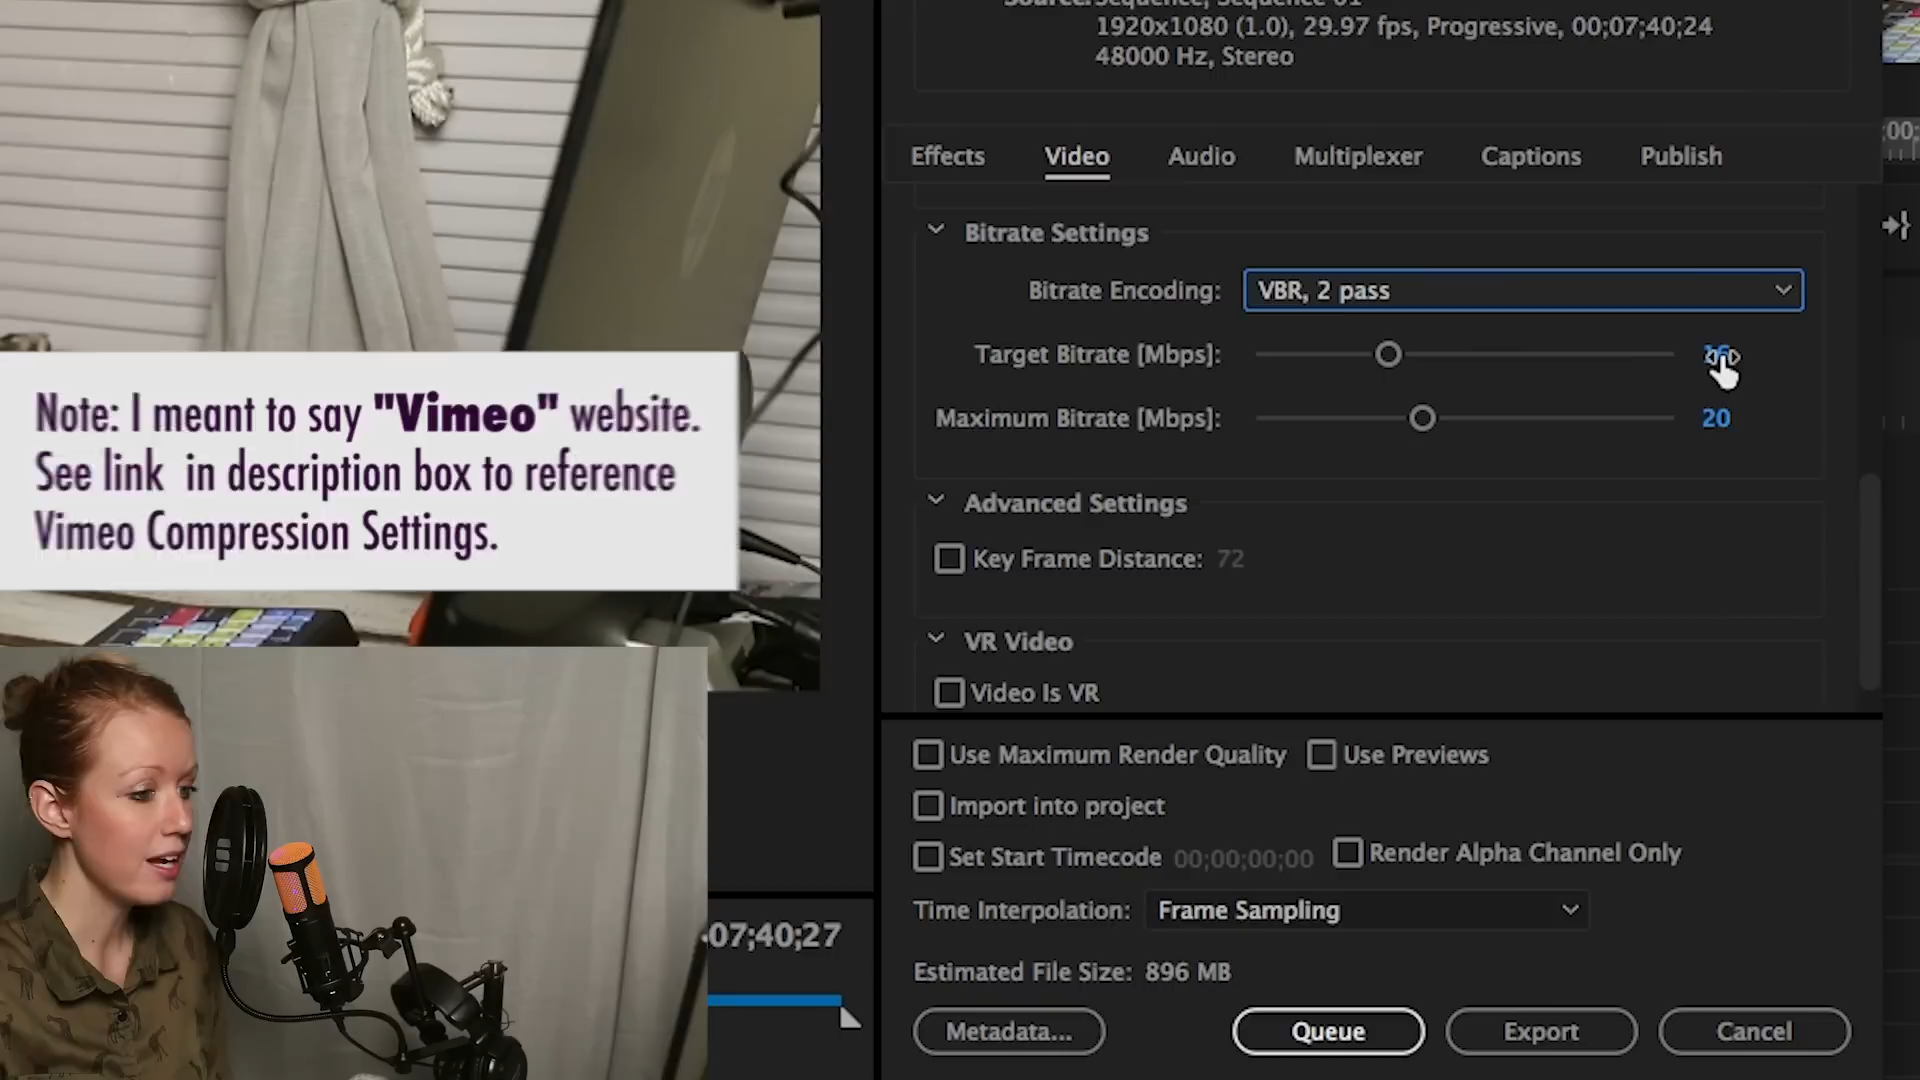 1920x1080 (1.0), 29.97 fps, Progressive, 00;07;40;24
48000 Hz, Stereo
Effects Video Audio Multiplexer Captions Publish
Bitrate Settings
Bitrate Encoding: VBR, 2 pass
Target Bitrate [Mbps]:
Maximum Bitrate [Mbps]: 20
Note: I meant to say "Vimeo" website.
See link in description box to reference
Vimeo Compression Settings.
Advanced Settings
Key Frame Distance: 72
VR Video
Video Is VR
Use Maximum Render Quality Use Previews
Import into project
Set Start Timecode 00;00;00;00 Render Alpha Channel Only
Time Interpolation: Frame Sampling
07;40;27
Estimated File Size: 896 MB
Metadata... Queue Export Cancel